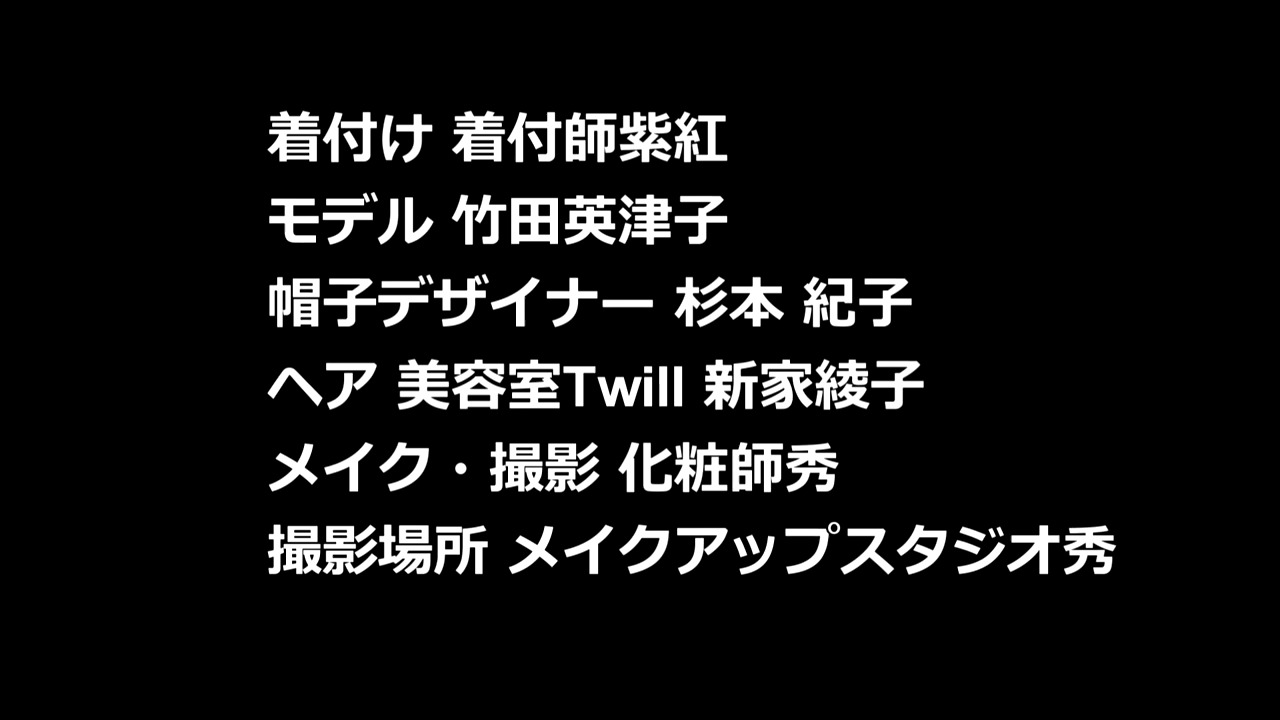 着付け 着付師紫紅
モデル 竹田英津子
帽子デザイナー 杉本 紀子
ヘア 美容室Twill 新家綾子
メイク・撮影 化粧師秀
撮影場所 メイクアップスタジオ秀